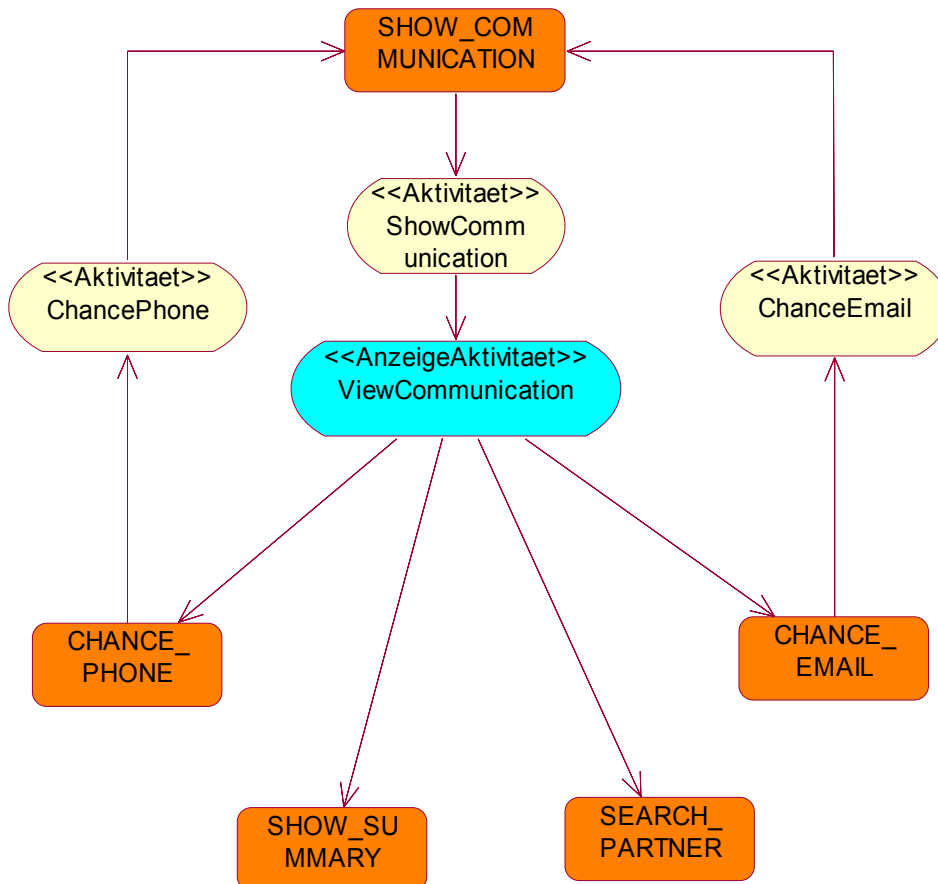 SHOW_COM
MUNICATION
<<Aktivitaet>>
ShowComm
unication
<<Aktivitaet>>
ChancePhone
<<Aktivitaet>>
ChanceEmail
<<AnzeigeAktivitaet>>
ViewCommunication
CHANCE_
PHONE
CHANCE_
EMAIL
SHOW_SU
MMARY
SEARCH_
PARTNER